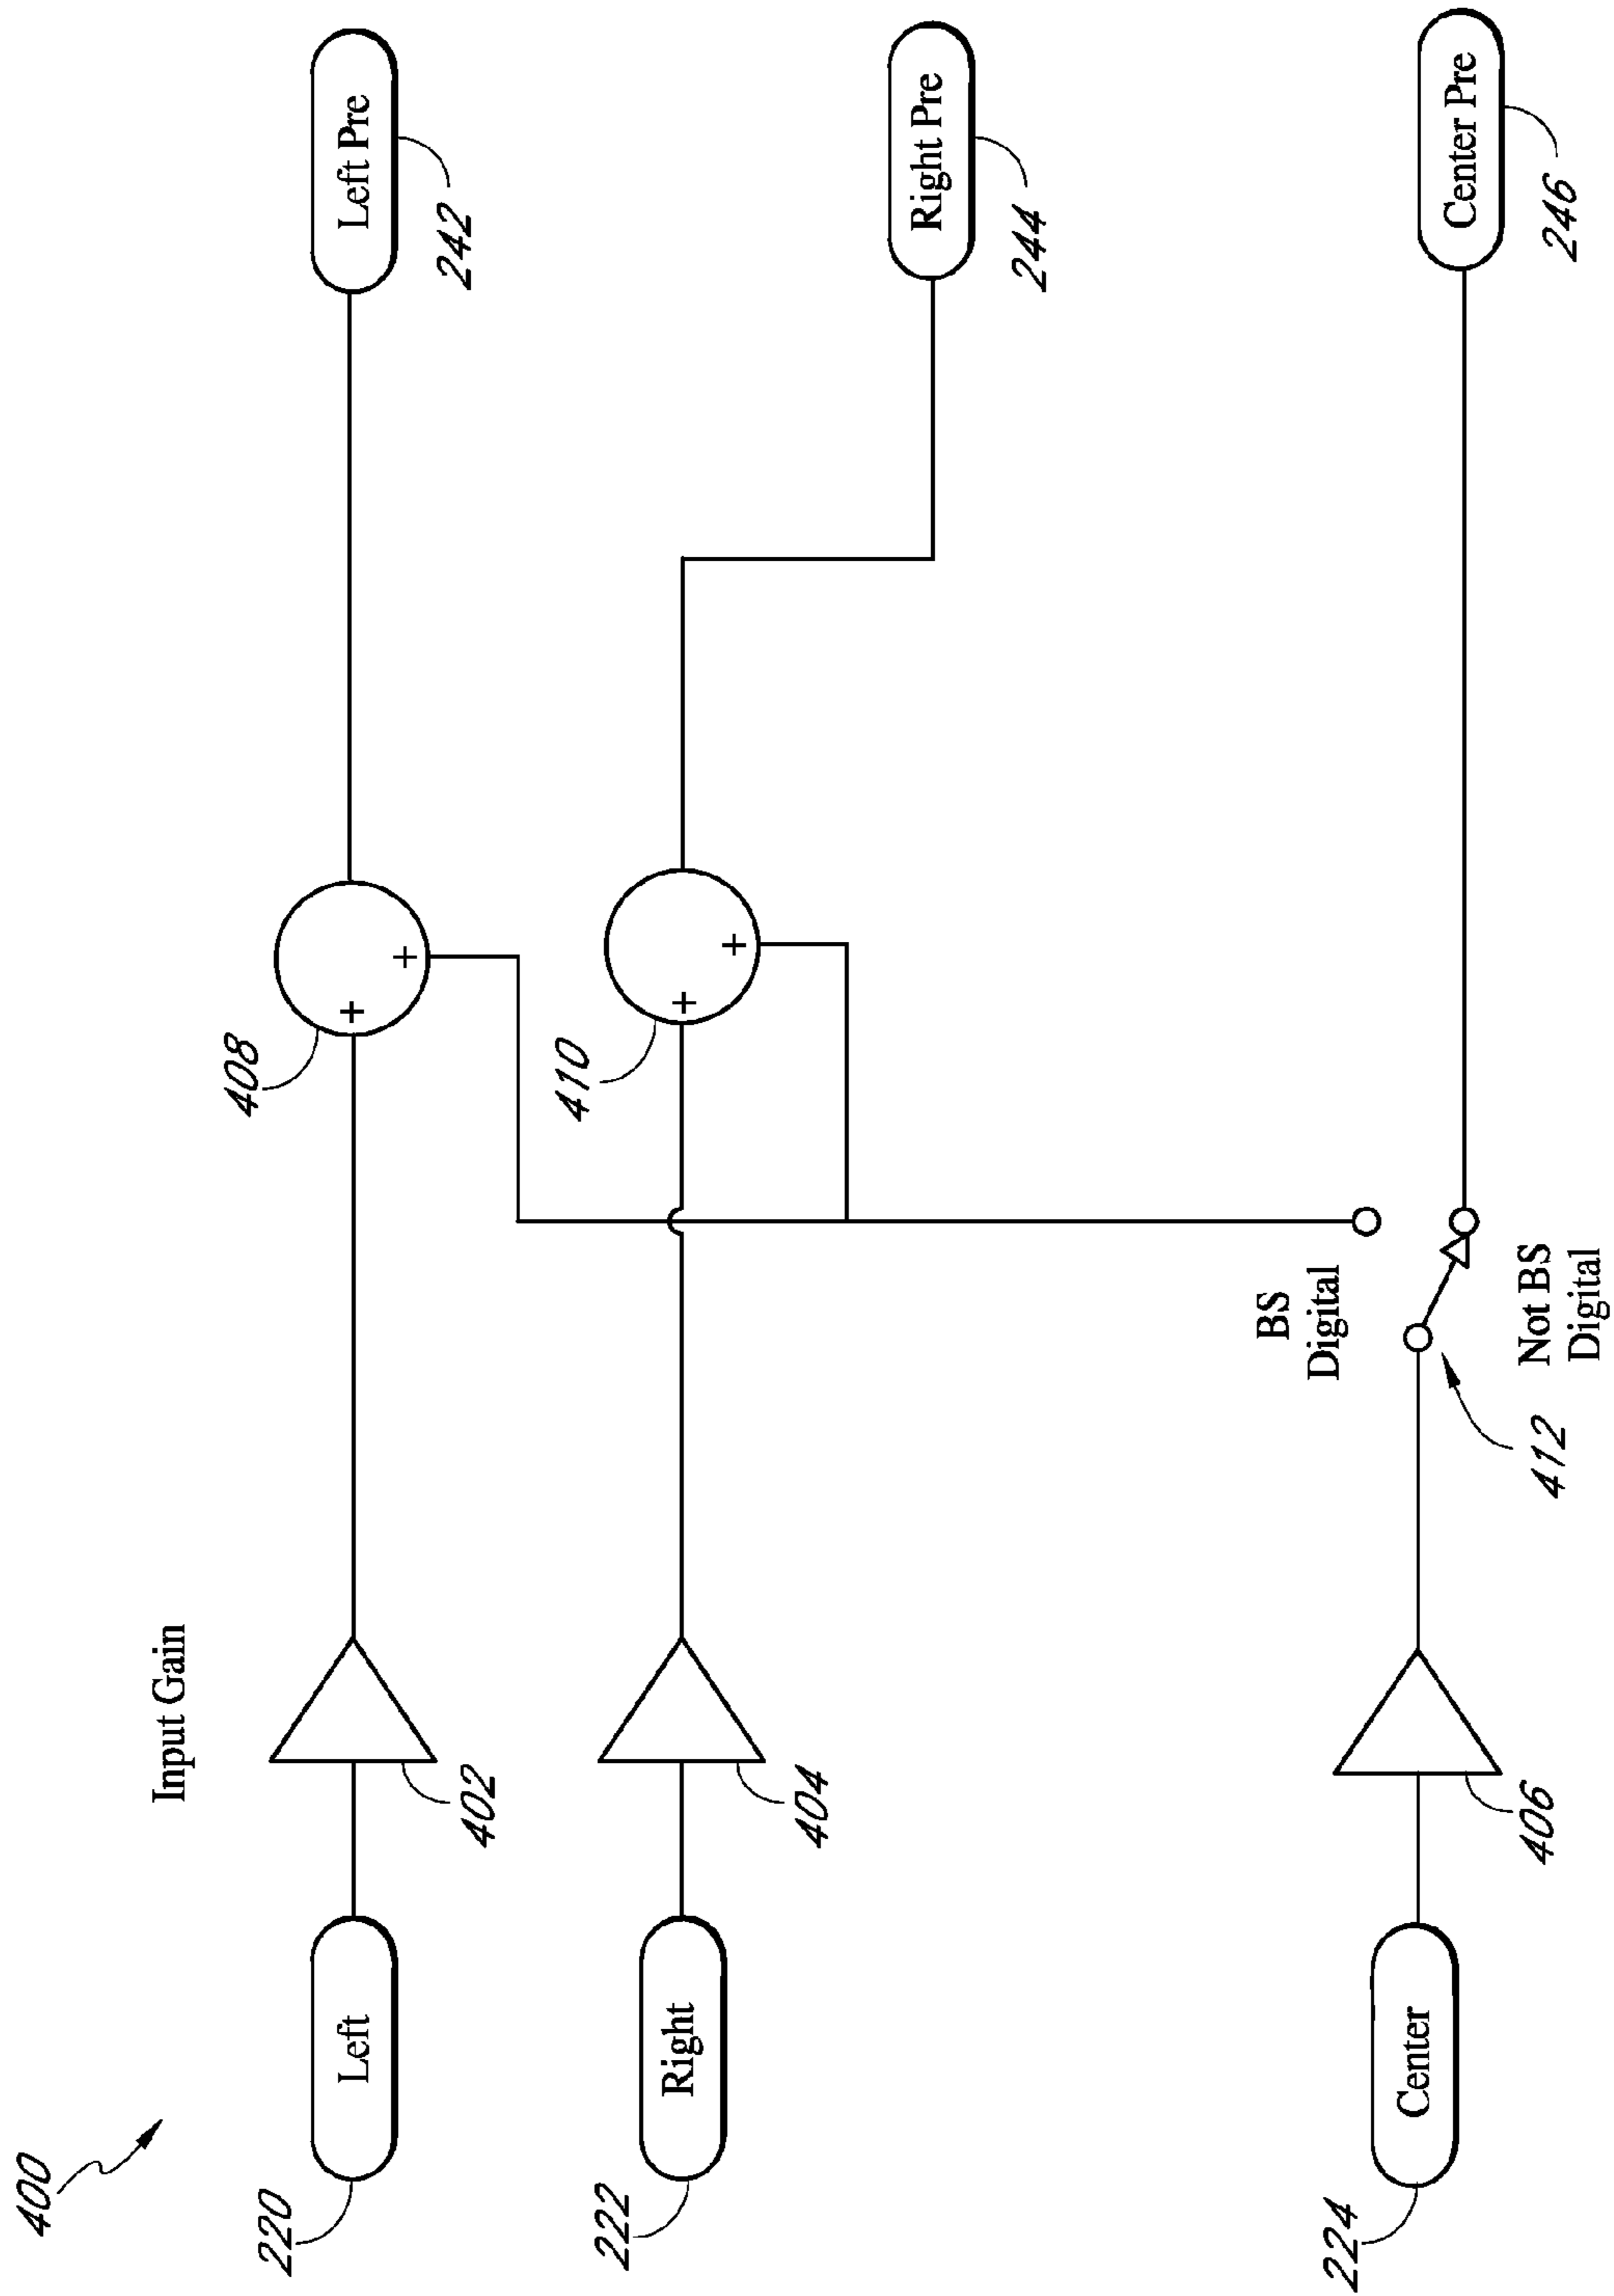 400
Input Gain
220
Left
402
408
Left Pre
242
222
Right
404
410
Right Pre
244
BS
Digital
224
Center
406
412
Not BS
Digital
Center Pre
246
+
+
+
+